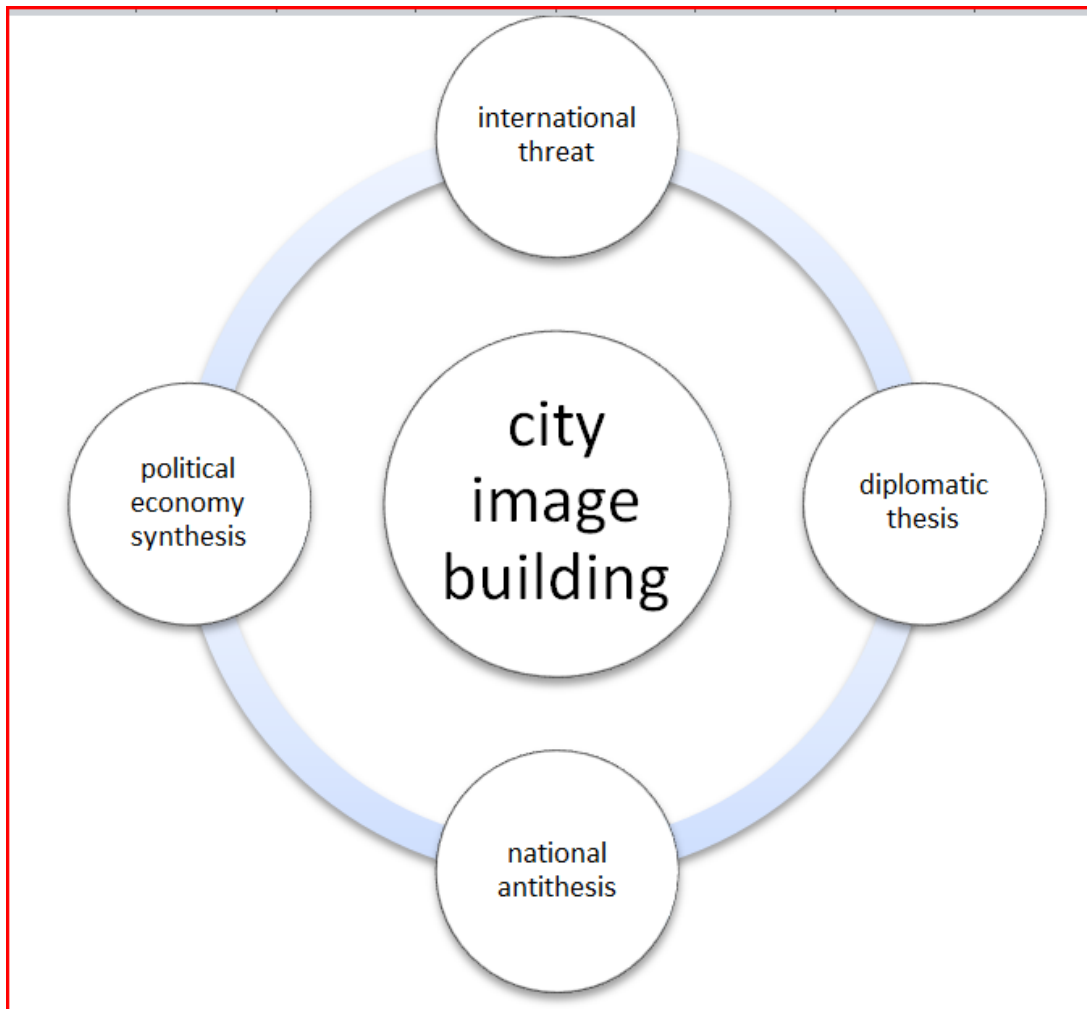 international
threat
political
economy
synthesis
city
image
building
diplomatic
thesis
national
antithesis